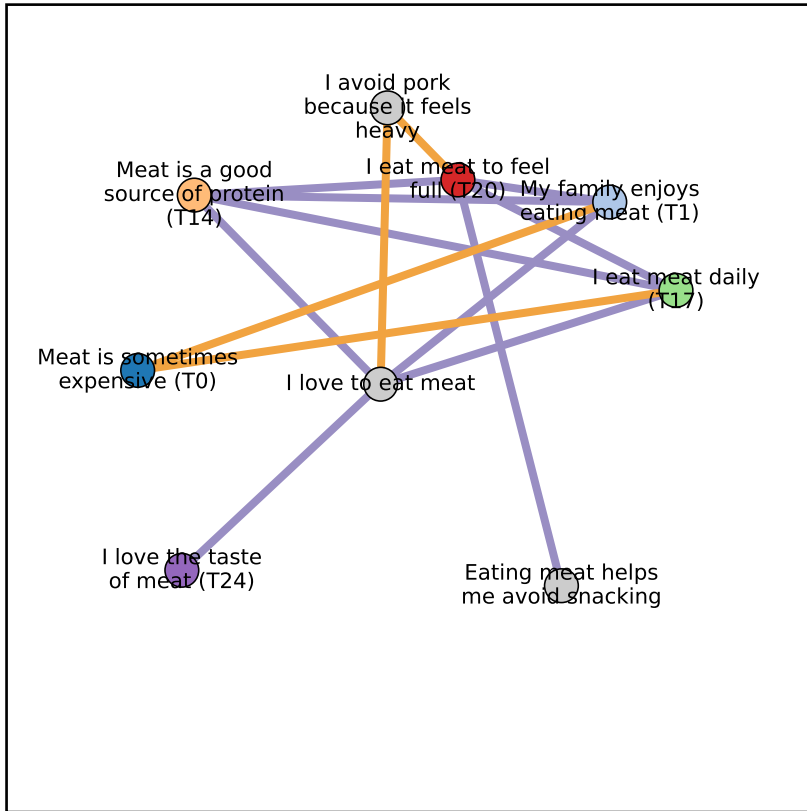 I avoid pork
because it feels
heavy
Meat is a good
source of protein
(T14)
I eat meat to feel
full (T20)
My family enjoys
eating meat (T1)
I eat meat daily
(T17)
Meat is sometimes
expensive (T0)
I love to eat meat
I love the taste
of meat (T24)
Eating meat helps
me avoid snacking